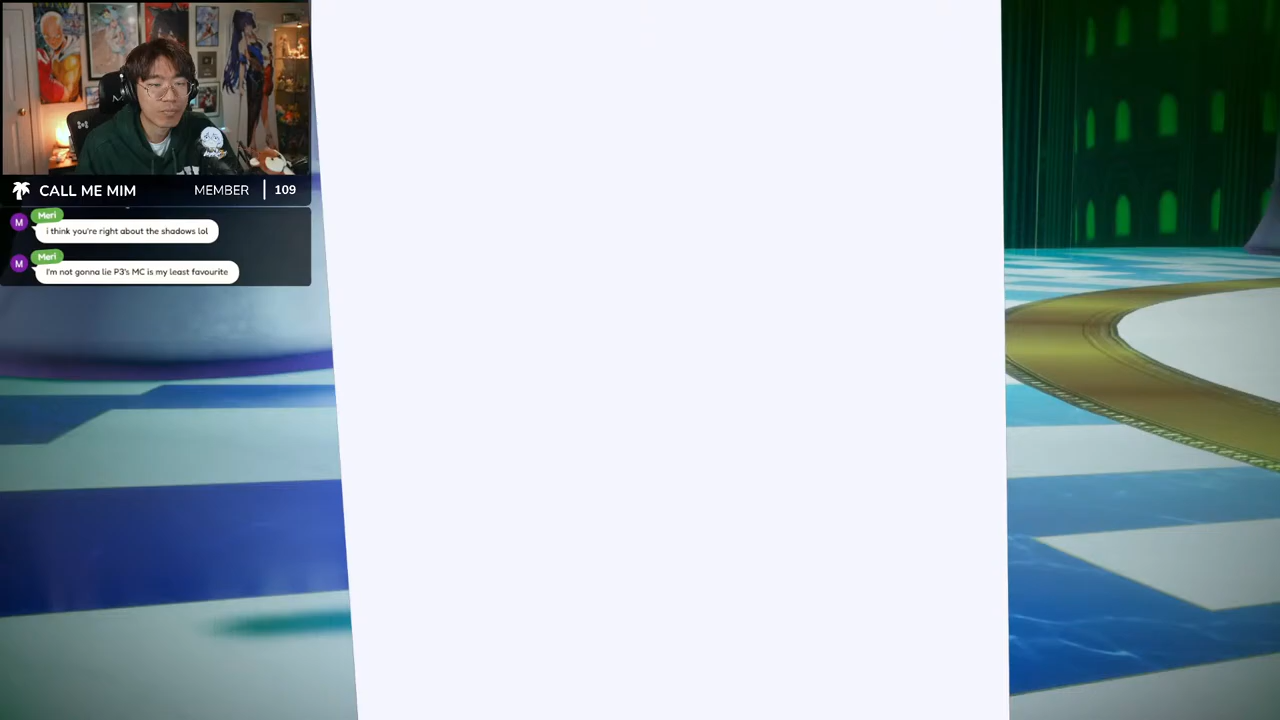 CALL ME MIM MEMBER | 109
M Meri
i think you're right about the shadows lol
M Meri
I'm not gonna lie P3's MC is my least favourite